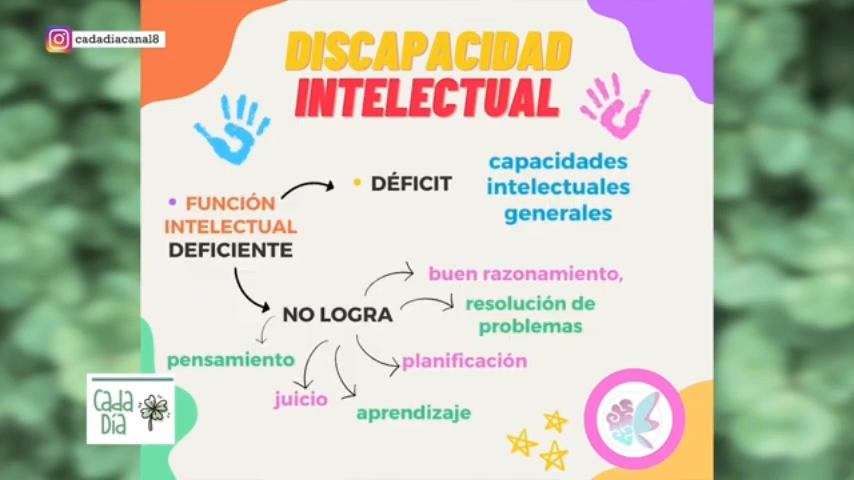 cadadiacanal8
DISCAPACIDAD
INTELECTUAL
• FUNCIÓN
INTELECTUAL
DEFICIENTE
• DÉFICIT
capacidades
intelectuales
generales
NO LOGRA
buen razonamiento,
resolución de
problemas
pensamiento
planificación
juicio
aprendizaje
Cada
Día